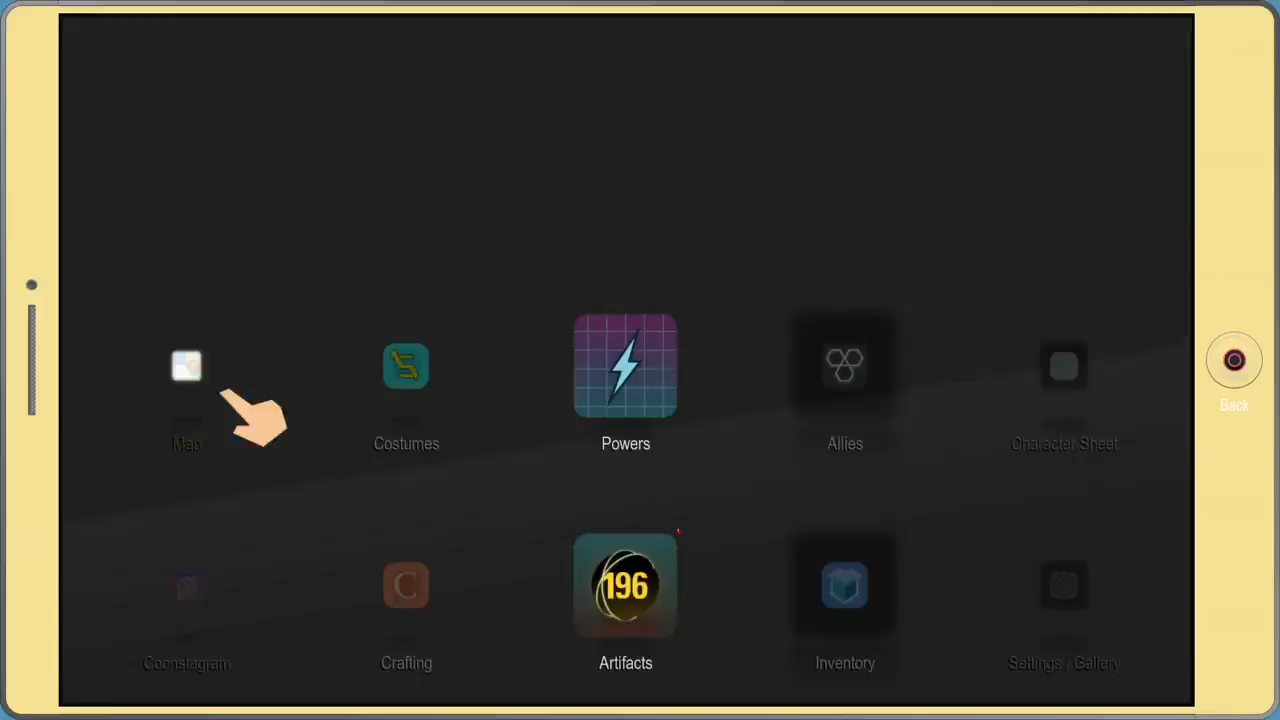 Map
Costumes
Powers
Allies
Character Sheet
Back
C
196
Coonstagram
Crafting
Artifacts
Inventory
Settings / Gallery